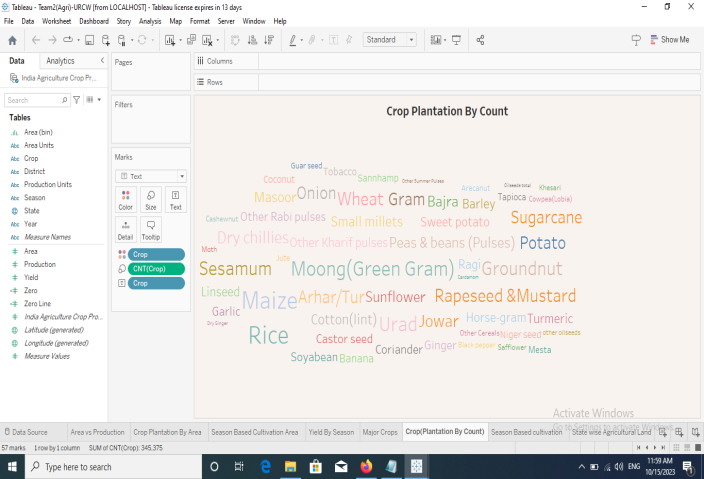 Tableau - Team2(Agri)-URCW [from LOCALHOST] - Tableau license expires in 13 days
File Data Worksheet Dashboard Story Analysis Map Format Server Window Help
Standard
Show Me
Data Analytics
India Agriculture Crop Pr...
Search
Tables
Area (bin)
Abc Area Units
Abc Crop
Abc District
Abc Production Units
Abc Season
State
Abc Year
Abc Measure Names
Area
Production
Yield
Zero
Zero Line
India Agriculture Crop Pro...
Latitude (generated)
Longitude (generated)
Measure Values
Pages
Filters
Marks
Text
Color Size Text
Detail Tooltip
Crop
CNT(Crop)
Crop
Columns
Rows
Crop Plantation By Count
Guar seed Tobacco
Coconut Sannhamp Other Summer Pulses Arecanut Oilseeds total Khesari
Masoor Onion Wheat Gram Bajra Barley Tapioca Cowpea(Lobia)
Cashewnut Other Rabi pulses Small millets Sweet potato Sugarcane
Dry chillies Other Kharif pulses Peas & beans (Pulses) Potato
Moth
Jute
Sesamum Moong(Green Gram) Ragi Groundnut
Cardamom
Linseed Maize Arhar/Tur Sunflower Rapeseed &Mustard
Garlic Cotton(lint) Urad Jowar Horse-gram Turmeric
Dry Ginger
Rice Castor seed Other Cereals Niger seed other oilseeds
Coriander Ginger Black pepper Safflower Mesta
Soyabean Banana
Activate Windows
Go to Settings to activate Windows.
Data Source Area vs Production Crop Plantation By Area Season Based Cultivation Area Yield By Season Major Crops Crop(Plantation By Count) Season Based cultivation State wise Agricultural Land
57 marks 1 row by 1 column SUM of CNT(Crop): 345,375
Type here to search
ENG
11:59 AM
10/15/2023